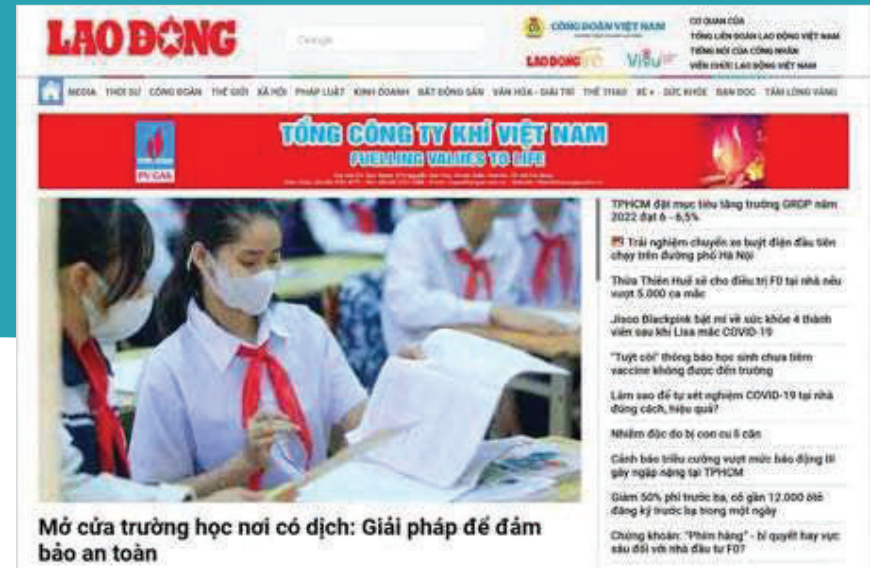 LAO ĐỘNG
Google
CÔNG ĐOÀN VIỆT NAM
CƠ QUAN CỦA
TỔNG LIÊN ĐOÀN LAO ĐỘNG VIỆT NAM
TIẾNG NÓI CỦA CÔNG NHÂN
VIÊN CHỨC LAO ĐỘNG VIỆT NAM
LAO DONG
MEDIA THỜI SỰ CÔNG ĐOÀN THẾ GIỚI XÃ HỘI PHÁP LUẬT KINH DOANH BẤT ĐỘNG SẢN VĂN HÓA - GIẢI TRÍ THỂ THAO XE + SỨC KHỎE BẠN ĐỌC TẤM LÒNG VÀNG
TỔNG CÔNG TY KHÍ VIỆT NAM
FUELLING VALUES TO LIFE
PV GAS
TPHCM đặt mục tiêu tăng trưởng GRDP năm
2022 đạt 6 - 6,5%
Trải nghiệm chuyến xe buýt điện đầu tiên
chạy trên đường phố Hà Nội
Thừa Thiên Huế sẽ cho điều trị F0 tại nhà nếu
vượt 5.000 ca mắc
Jisoo Blackpink bật mí về sức khỏe 4 thành
viên sau khi Lisa mắc COVID-19
"Tuýt còi" thông báo học sinh chưa tiêm
vaccine không được đến trường
Làm sao để tự xét nghiệm COVID-19 tại nhà
đúng cách, hiệu quả?
Nhiễm độc do bị con cu li cắn
Cảnh báo triều cường vượt mức báo động III
gây ngập nặng tại TPHCM
Giảm 50% phí trước bạ, có gần 12.000 ôtô
đăng ký trước bạ trong một ngày
Chứng khoán: "Phím hàng" - bí quyết hay vực
sâu đối với nhà đầu tư F0?
Mở cửa trường học nơi có dịch: Giải pháp để đảm
bảo an toàn